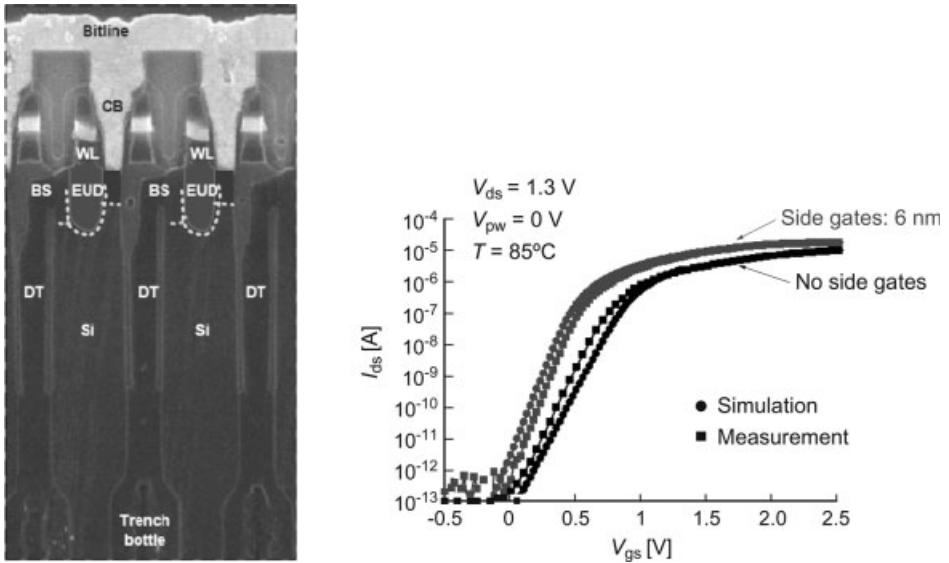 Bitline
CB
WL
WL
BS
EUD
BS
EUD
DT
DT
DT
Si
Si
Trench
bottle
V_ds = 1.3 V
V_pw = 0 V
T = 85ºC
Side gates: 6 nm
No side gates
Simulation
Measurement
I_ds [A]
10⁻⁴
10⁻⁵
10⁻⁶
10⁻⁷
10⁻⁸
10⁻⁹
10⁻¹⁰
10⁻¹¹
10⁻¹²
10⁻¹³
-0.5 0 0.5 1.0 1.5 2.0 2.5
V_gs [V]